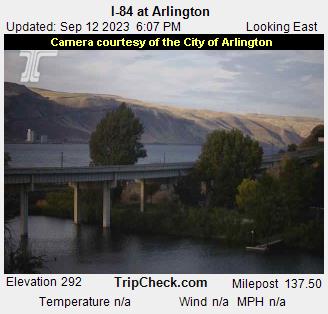 I-84 at Arlington
Updated: Sep 12 2023 6:07 PM Looking East
Camera courtesy of the City of Arlington
Elevation 292 TripCheck.com Milepost 137.50
Temperature n/a Wind n/a MPH n/a